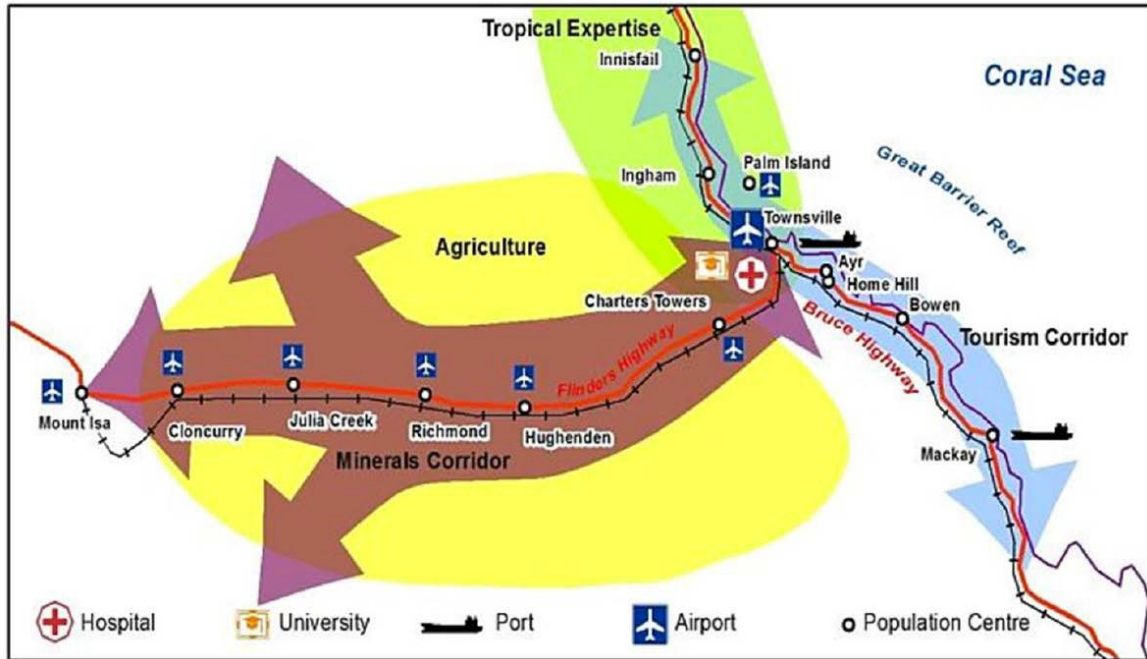 Tropical Expertise
Innisfail
Coral Sea
Great Barrier Reef
Ingham
Palm Island
Townsville
Agriculture
Ayr
Home Hill
Charters Towers
Bowen
Flinders Highway
Bruce Highway
Tourism Corridor
Mount Isa
Cloncurry
Julia Creek
Richmond
Hughenden
Minerals Corridor
Mackay
Hospital
University
Port
Airport
Population Centre